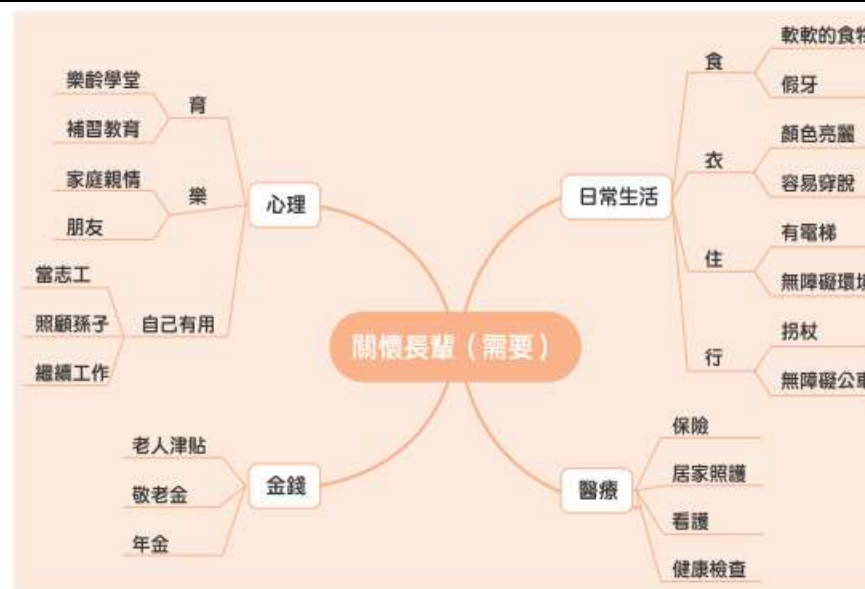 關懷長輩（需要）
心理
育
樂齡學堂
補習教育
樂
家庭親情
朋友
自己有用
當志工
照顧孫子
繼續工作
金錢
老人津貼
敬老金
年金
日常生活
食
軟軟的食物
假牙
衣
顏色亮麗
容易穿脫
住
有電梯
無障礙環境
行
拐杖
無障礙公車
醫療
保險
居家照護
看護
健康檢查